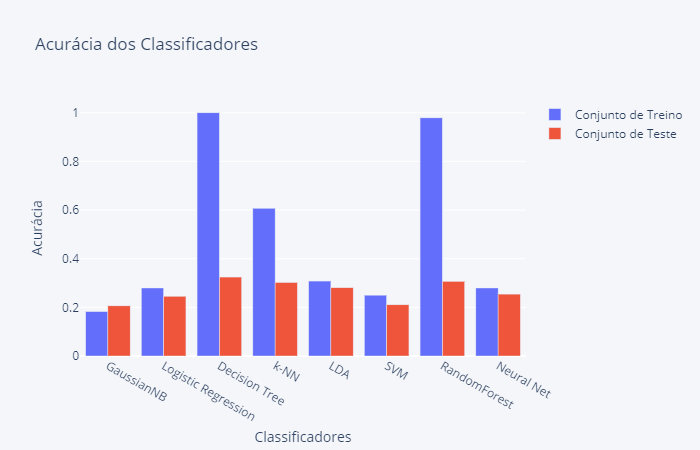 Acurácia dos Classificadores
Conjunto de Treino
Conjunto de Teste
Acurácia
1
0.8
0.6
0.4
0.2
0
GaussianNB
Logistic Regression
Decision Tree
k-NN
LDA
SVM
RandomForest
Neural Net
Classificadores